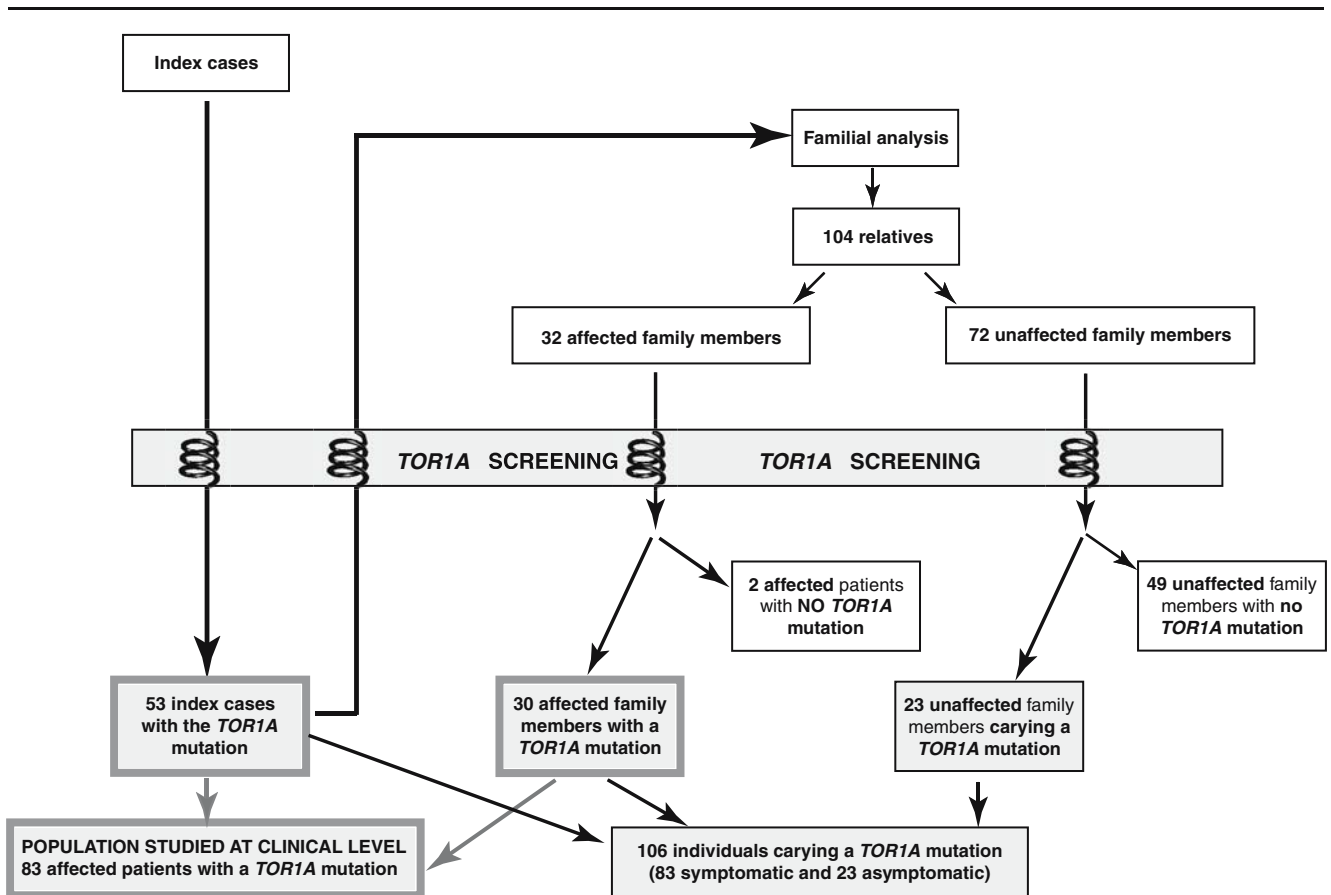 Index cases
Familial analysis
104 relatives
32 affected family members
72 unaffected family members
TOR1A SCREENING
TOR1A SCREENING
2 affected patients
with NO TOR1A
mutation
49 unaffected family
members with no
TOR1A mutation
53 index cases
with the TOR1A
mutation
30 affected family
members with a
TOR1A mutation
23 unaffected family
members carying a
TOR1A mutation
POPULATION STUDIED AT CLINICAL LEVEL
83 affected patients with a TOR1A mutation
106 individuals carying a TOR1A mutation
(83 symptomatic and 23 asymptomatic)